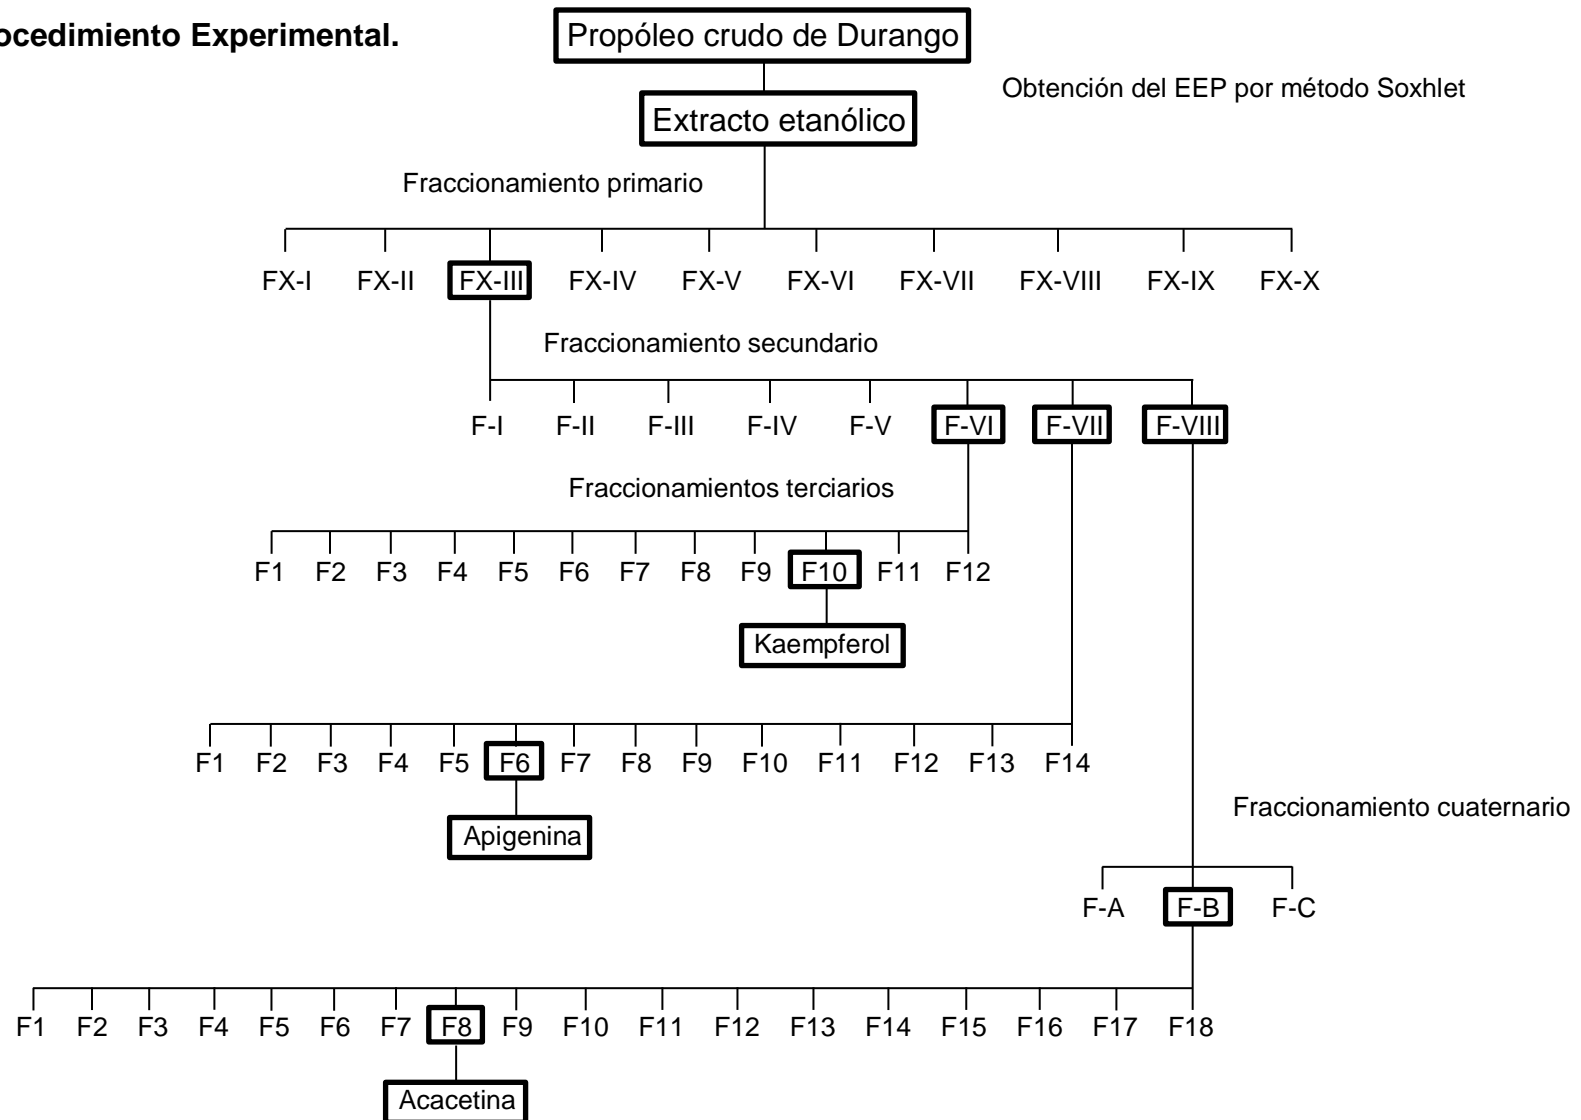 ocedimiento Experimental.
Propóleo crudo de Durango
Obtención del EEP por método Soxhlet
Extracto etanólico
Fraccionamiento primario
FX-I FX-II FX-III FX-IV FX-V FX-VI FX-VII FX-VIII FX-IX FX-X
Fraccionamiento secundario
F-I F-II F-III F-IV F-V F-VI F-VII F-VIII
Fraccionamientos terciarios
F1 F2 F3 F4 F5 F6 F7 F8 F9 F10 F11 F12
Kaempferol
F1 F2 F3 F4 F5 F6 F7 F8 F9 F10 F11 F12 F13 F14
Fraccionamiento cuaternario
Apigenina
F-A F-B F-C
F1 F2 F3 F4 F5 F6 F7 F8 F9 F10 F11 F12 F13 F14 F15 F16 F17 F18
Acacetina